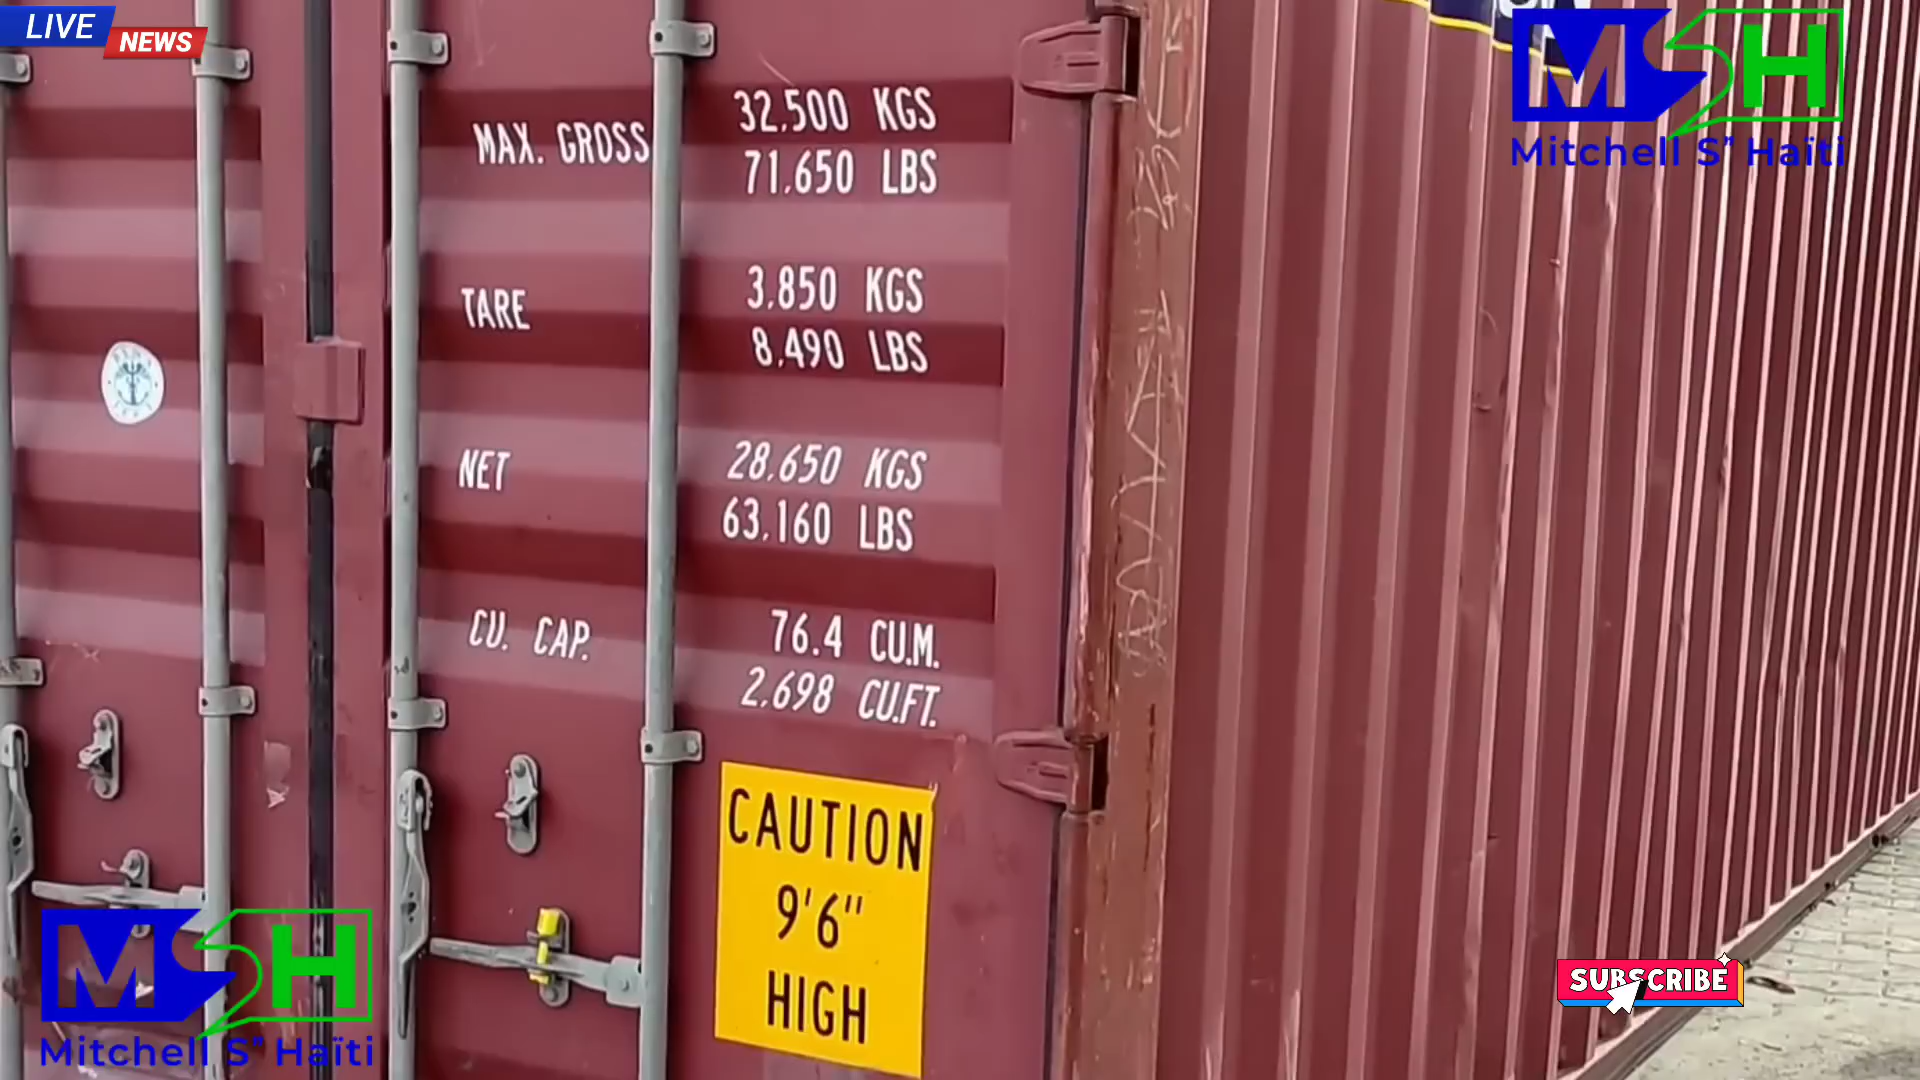 LIVE
NEWS
MSH
Mitchell S" Haïti
MAX. GROSS 32,500 KGS
71,650 LBS
TARE 3,850 KGS
8,490 LBS
NET 28,650 KGS
63,160 LBS
CU. CAP. 76.4 CU.M.
2,698 CU.FT.
CAUTION
9'6"
HIGH
MSH
Mitchell S" Haïti
SUBSCRIBE